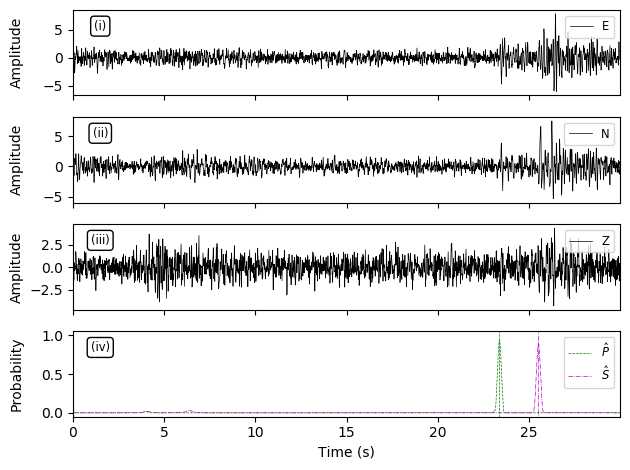 (i)
E
Amplitude
5
0
−5
(ii)
N
Amplitude
5
0
−5
(iii)
Z
Amplitude
2.5
0.0
−2.5
(iv)
P̂
Ŝ
Probability
1.0
0.5
0.0
0 5 10 15 20 25
Time (s)